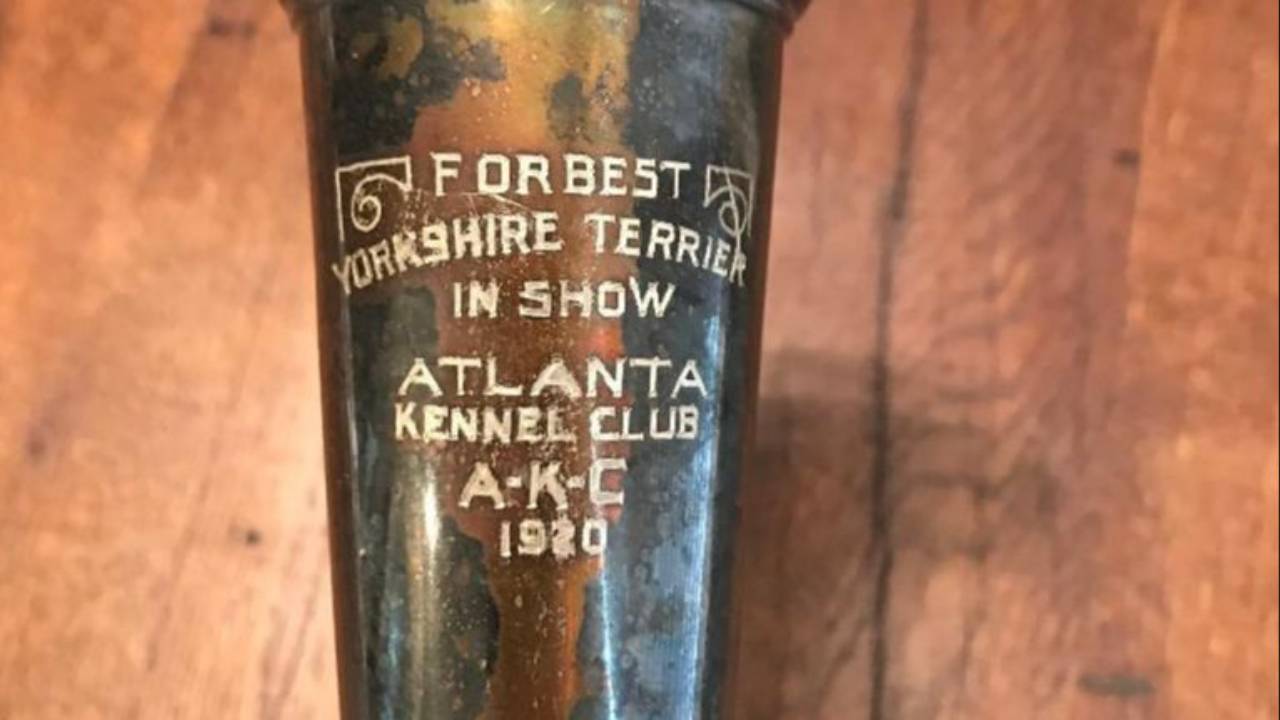 FOR BEST
YORKSHIRE TERRIER
IN SHOW
ATLANTA
KENNEL CLUB
A-K-C
1920